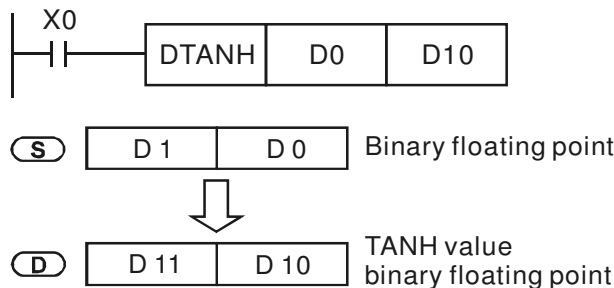 X0
DTANH D0 D10
S D 1 D 0 Binary floating point
TANH value
D D 11 D 10 binary floating point